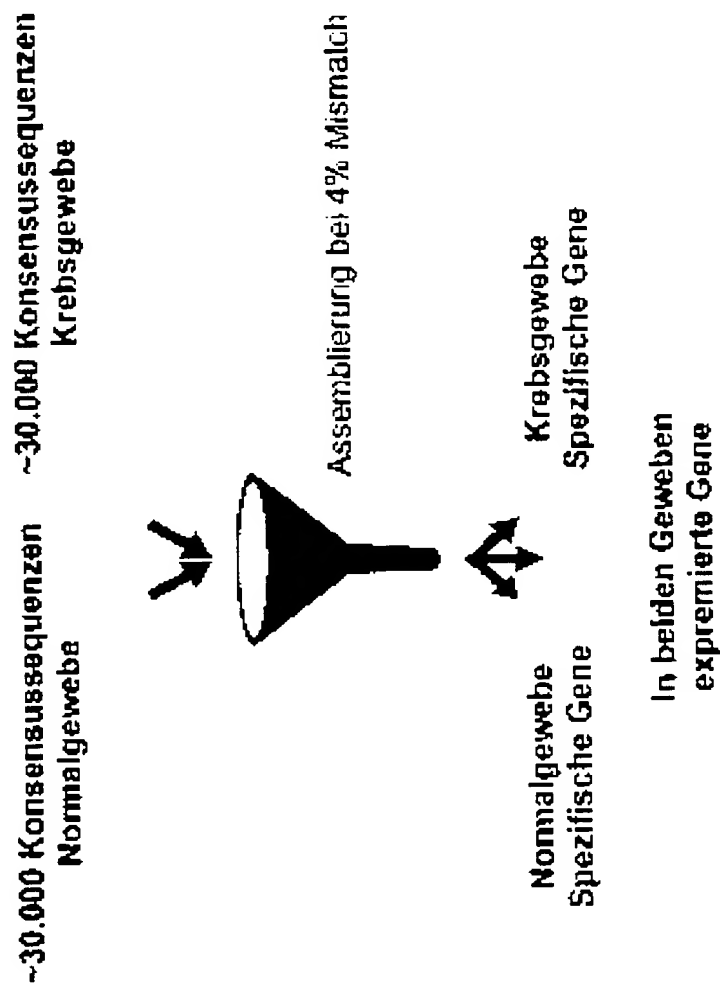 ~30.000 Konsensussequenzen
Normalgewebe
~30.000 Konsensussequenzen
Krebsgewebe
Assemblierung bei 4% Mismatch
Normalgewebe
Spezifische Gene
Krebsgewebe
Spezifische Gene
In beiden Geweben
expremierte Gene